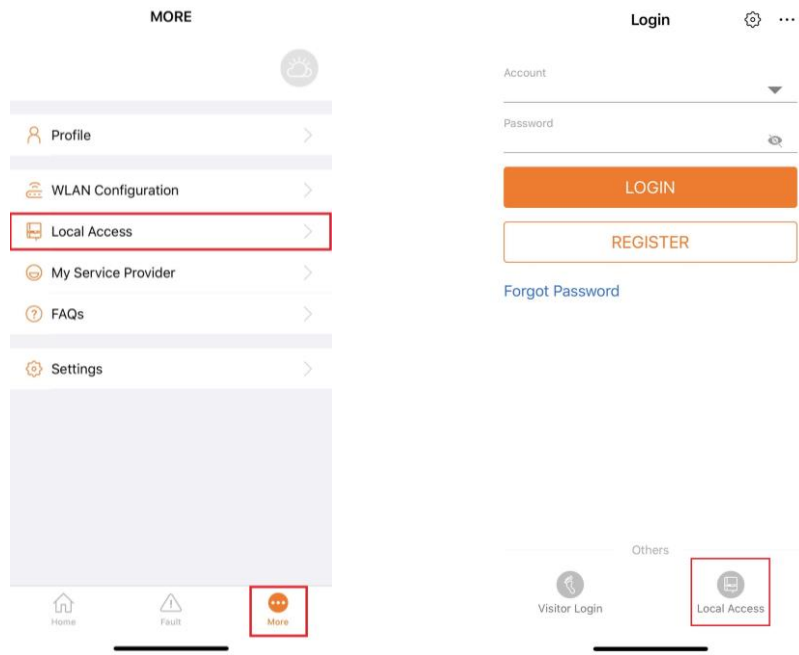 MORE
Profile
WLAN Configuration
Local Access
My Service Provider
FAQs
Settings
Home
Fault
More
Login
Account
Password
LOGIN
REGISTER
Forgot Password
Others
Visitor Login
Local Access